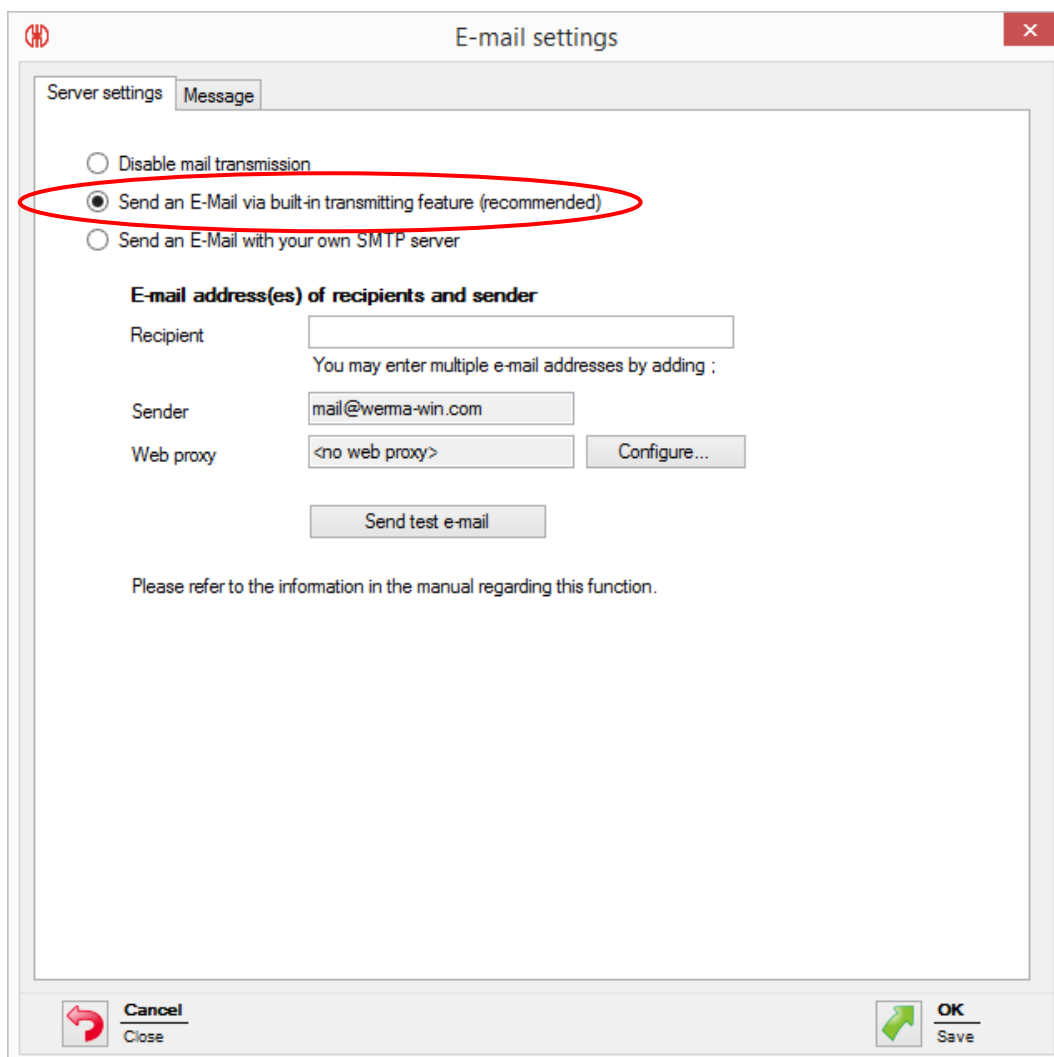 E-mail settings
Server settings
Message
Disable mail transmission
Send an E-Mail via built-in transmitting feature (recommended)
Send an E-Mail with your own SMTP server
E-mail address(es) of recipients and sender
Recipient
You may enter multiple e-mail addresses by adding ;
Sender
mail@werma-win.com
Web proxy
<no web proxy>
Configure...
Send test e-mail
Please refer to the information in the manual regarding this function.
Cancel
Close
OK
Save